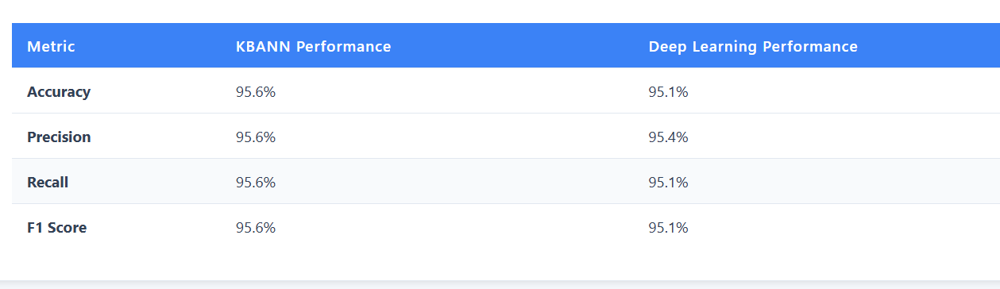 Metric KBANN Performance Deep Learning Performance
Accuracy 95.6% 95.1%
Precision 95.6% 95.4%
Recall 95.6% 95.1%
F1 Score 95.6% 95.1%